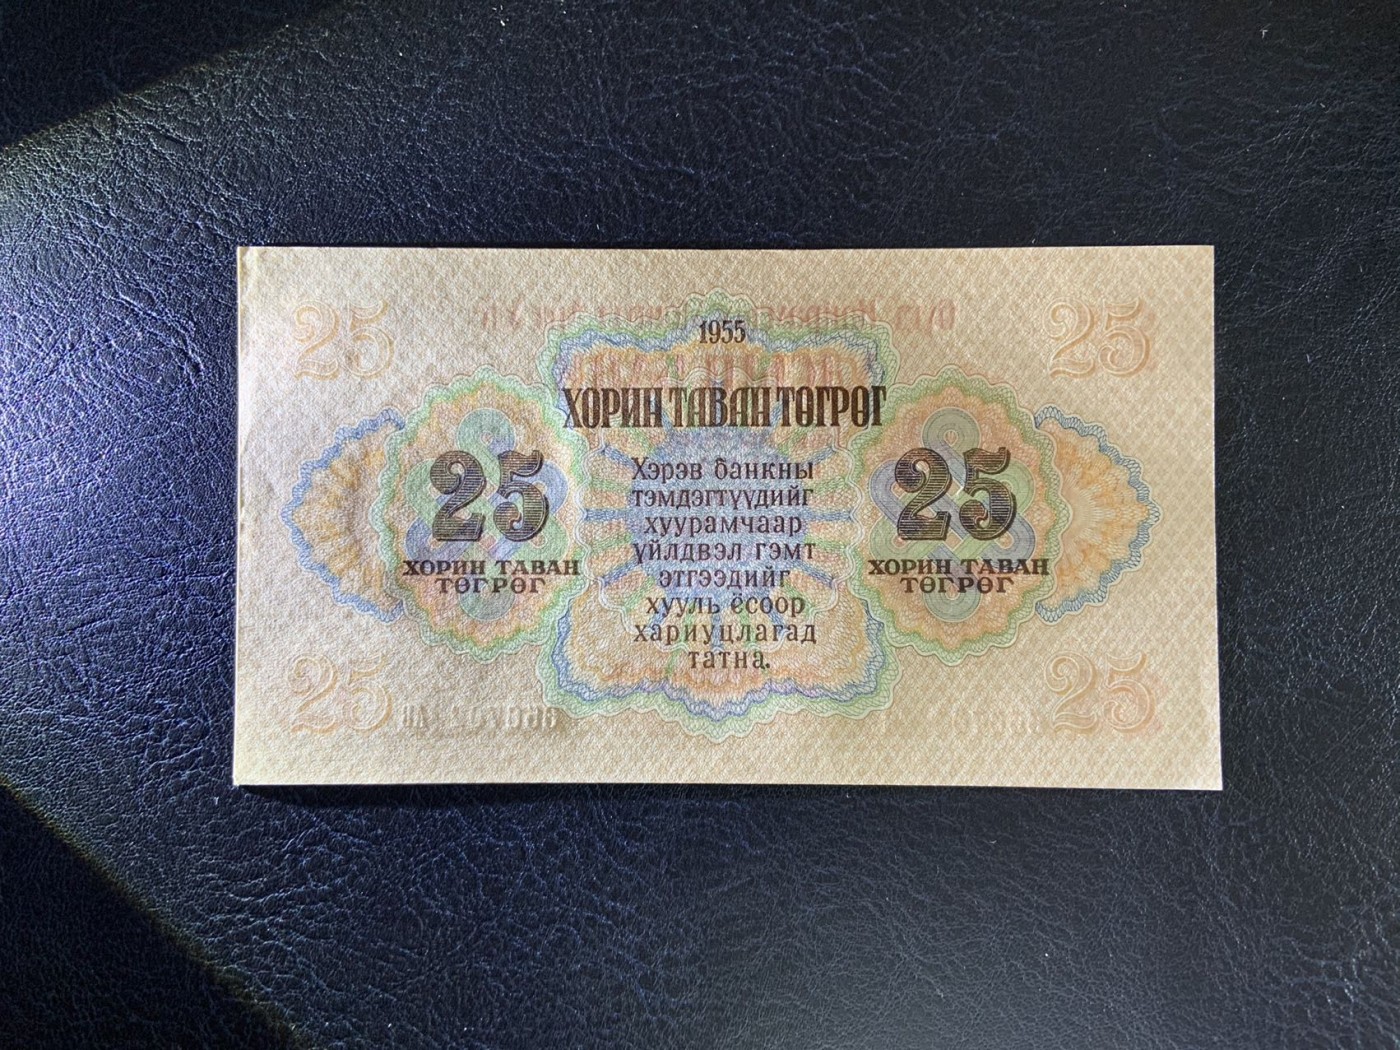 25
25
1955
ХОРИН ТАВАН ТӨГРӨГ
25
25
Хэрэв банкны
тэмдэгтүүдийг
хуурамчаар
үйлдвэл гэмт
этгээдийг
хууль ёсоор
хариуцлагад
татна.
ХОРИН ТАВАН
ТӨГРӨГ
ХОРИН ТАВАН
ТӨГРӨГ
25
25